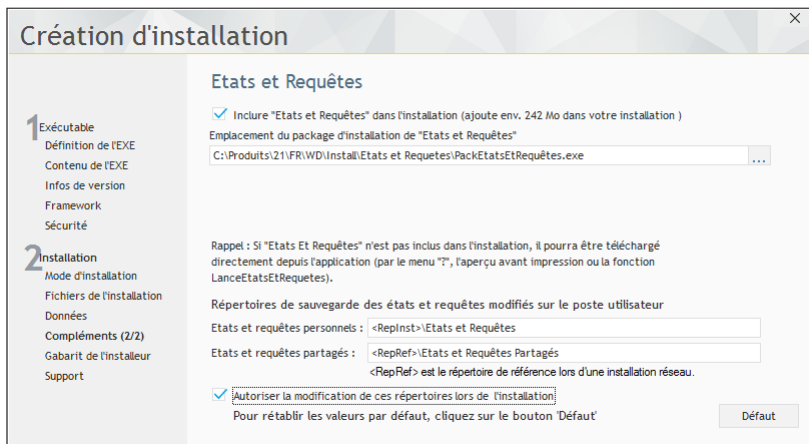 Création d'installation
Etats et Requêtes
Inclure "Etats et Requêtes" dans l'installation (ajoute env. 242 Mo dans votre installation )
Emplacement du package d'installation de "Etats et Requêtes"
C:\Produits\21\FR\WD\Install\Etats et Requetes\PackEtatsEtRequêtes.exe
...
1 Exécutable
Définition de l'EXE
Contenu de l'EXE
Infos de version
Framework
Sécurité
2 Installation
Mode d'installation
Fichiers de l'installation
Données
Compléments (2/2)
Gabarit de l'installeur
Support
Rappel : Si "Etats Et Requêtes" n'est pas inclus dans l'installation, il pourra être téléchargé
directement depuis l'application (par le menu "?", l'aperçu avant impression ou la fonction
LanceEtatsEtRequetes).
Répertoires de sauvegarde des états et requêtes modifiés sur le poste utilisateur
Etats et requêtes personnels : <RepInst>\Etats et Requêtes
Etats et requêtes partagés : <RepRef>\Etats et Requêtes Partagés
<RepRef> est le répertoire de référence lors d'une installation réseau.
Autoriser la modification de ces répertoires lors de l'installation
Pour rétablir les valeurs par défaut, cliquez sur le bouton 'Défaut'
Défaut